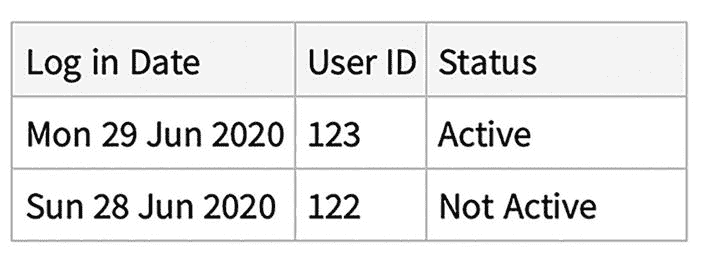 Log in Date User ID Status
Mon 29 Jun 2020 123 Active
Sun 28 Jun 2020 122 Not Active